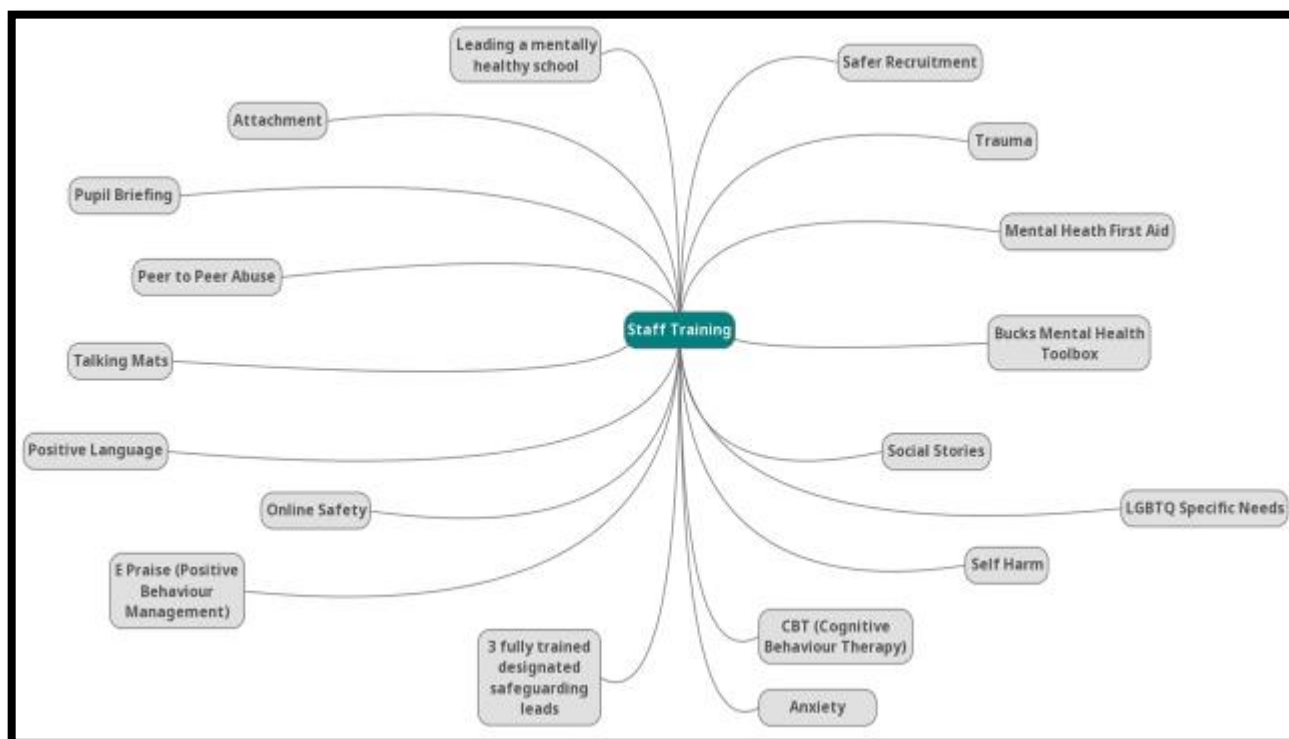 Leading a mentally
healthy school
Safer Recruitment
Attachment
Trauma
Pupil Briefing
Mental Heath First Aid
Peer to Peer Abuse
Staff Training
Bucks Mental Health
Toolbox
Talking Mats
Positive Language
Social Stories
Online Safety
LGBTQ Specific Needs
E Praise (Positive
Behaviour
Management)
Self Harm
3 fully trained
designated
safeguarding
leads
CBT (Cognitive
Behaviour Therapy)
Anxiety